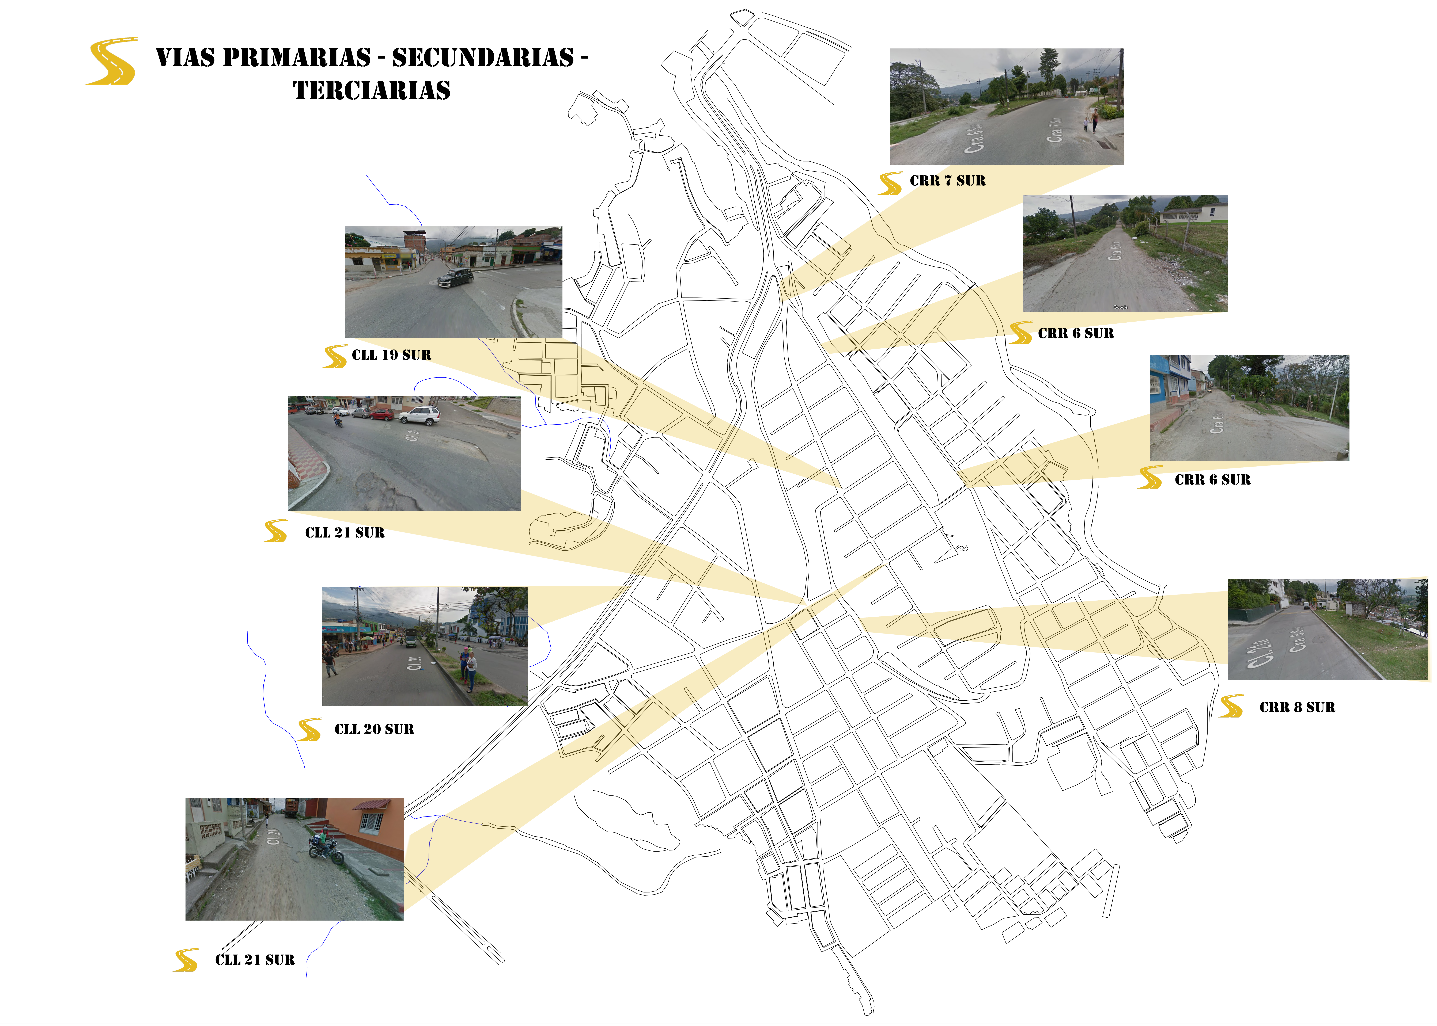 VIAS PRIMARIAS - SECUNDARIAS -
TERCIARIAS
CRR 7 SUR
CRR 6 SUR
CLL 19 SUR
CRR 6 SUR
CLL 21 SUR
CRR 8 SUR
CLL 20 SUR
CLL 21 SUR